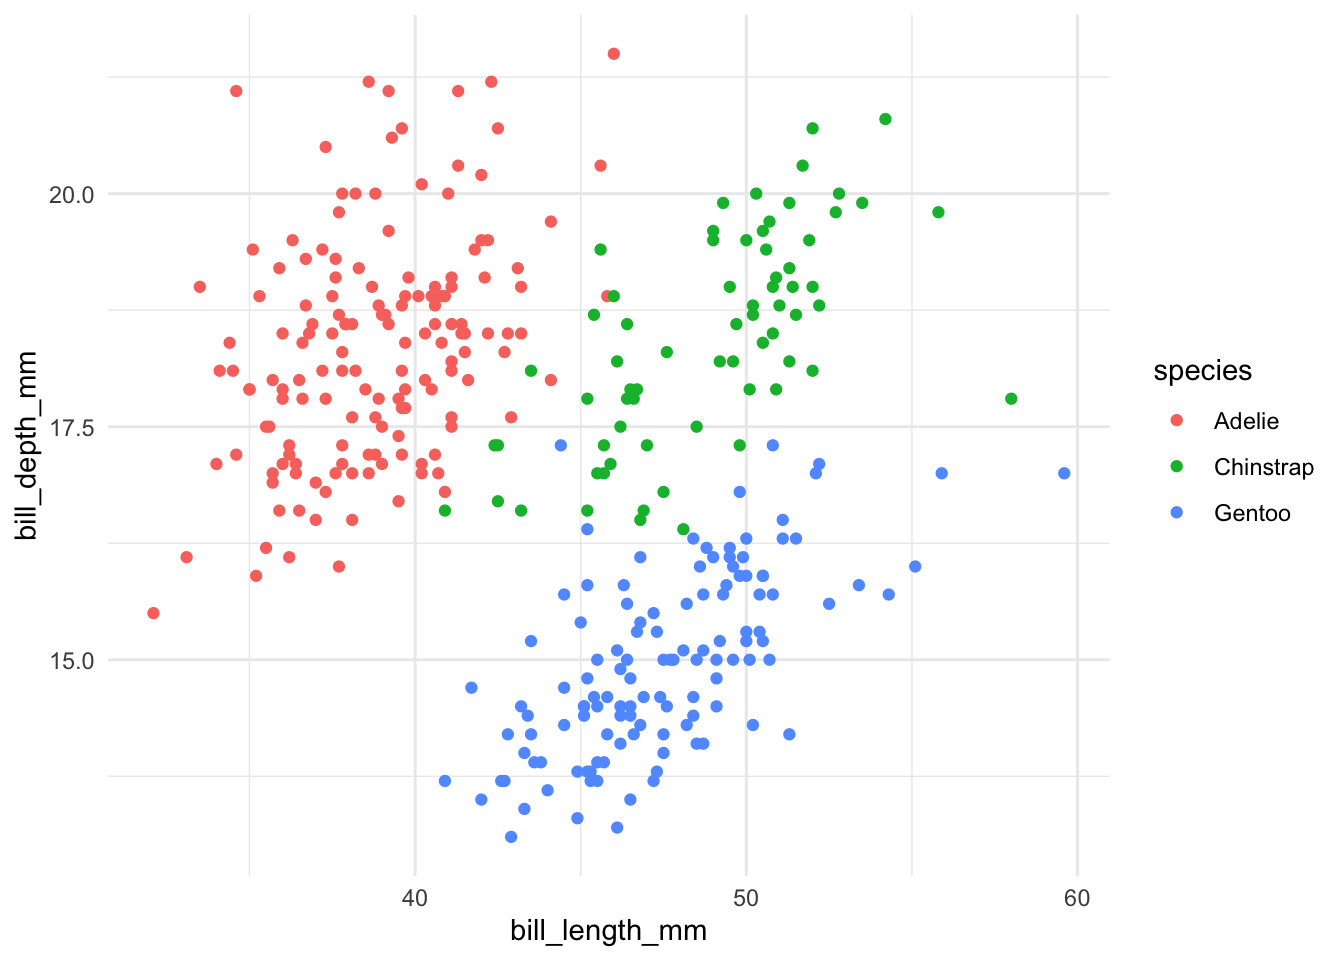 20.0
17.5
15.0
bill_depth_mm
40
50
60
bill_length_mm
species
Adelie
Chinstrap
Gentoo